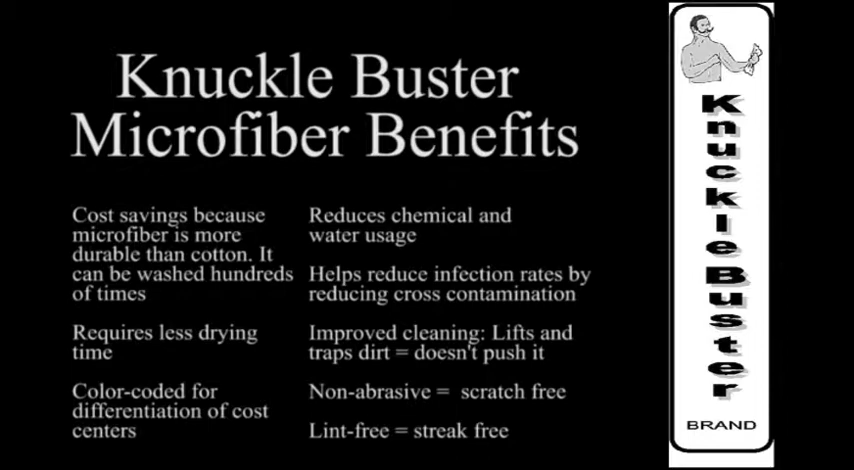 Knuckle Buster
Microfiber Benefits
Cost savings because
microfiber is more
durable than cotton. It
can be washed hundreds
of times
Requires less drying
time
Color-coded for
differentiation of cost
centers
Reduces chemical and
water usage
Helps reduce infection rates by
reducing cross contamination
Improved cleaning: Lifts and
traps dirt = doesn't push it
Non-abrasive = scratch free
Lint-free = streak free
KnuckleBuster
BRAND